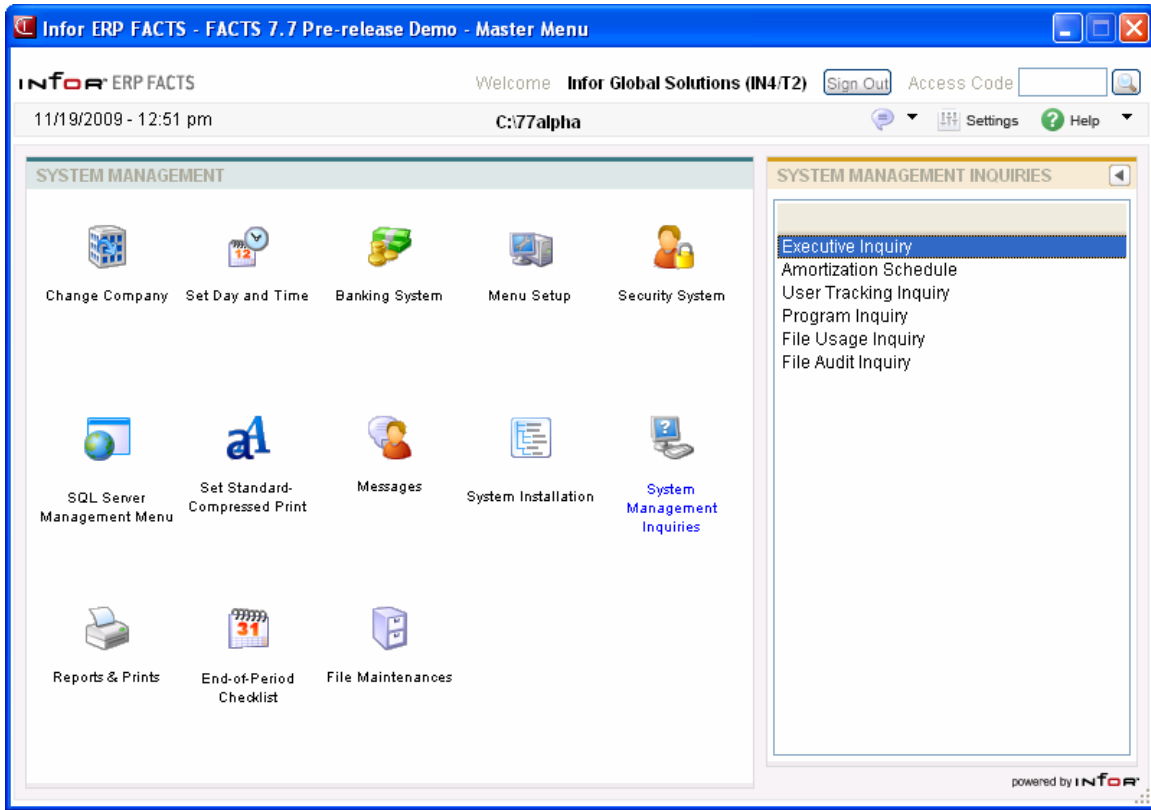 Infor ERP FACTS - FACTS 7.7 Pre-release Demo - Master Menu
infor ERP FACTS
Welcome Infor Global Solutions (IN4/T2) Sign Out Access Code
11/19/2009 - 12:51 pm
C:\77alpha
Settings Help
SYSTEM MANAGEMENT
Change Company
12
Set Day and Time
Banking System
Menu Setup
Security System
SQL Server
Management Menu
aA
Set Standard-
Compressed Print
Messages
System Installation
?
System
Management
Inquiries
Reports & Prints
31
End-of-Period
Checklist
File Maintenances
SYSTEM MANAGEMENT INQUIRIES
Executive Inquiry
Amortization Schedule
User Tracking Inquiry
Program Inquiry
File Usage Inquiry
File Audit Inquiry
powered by infor